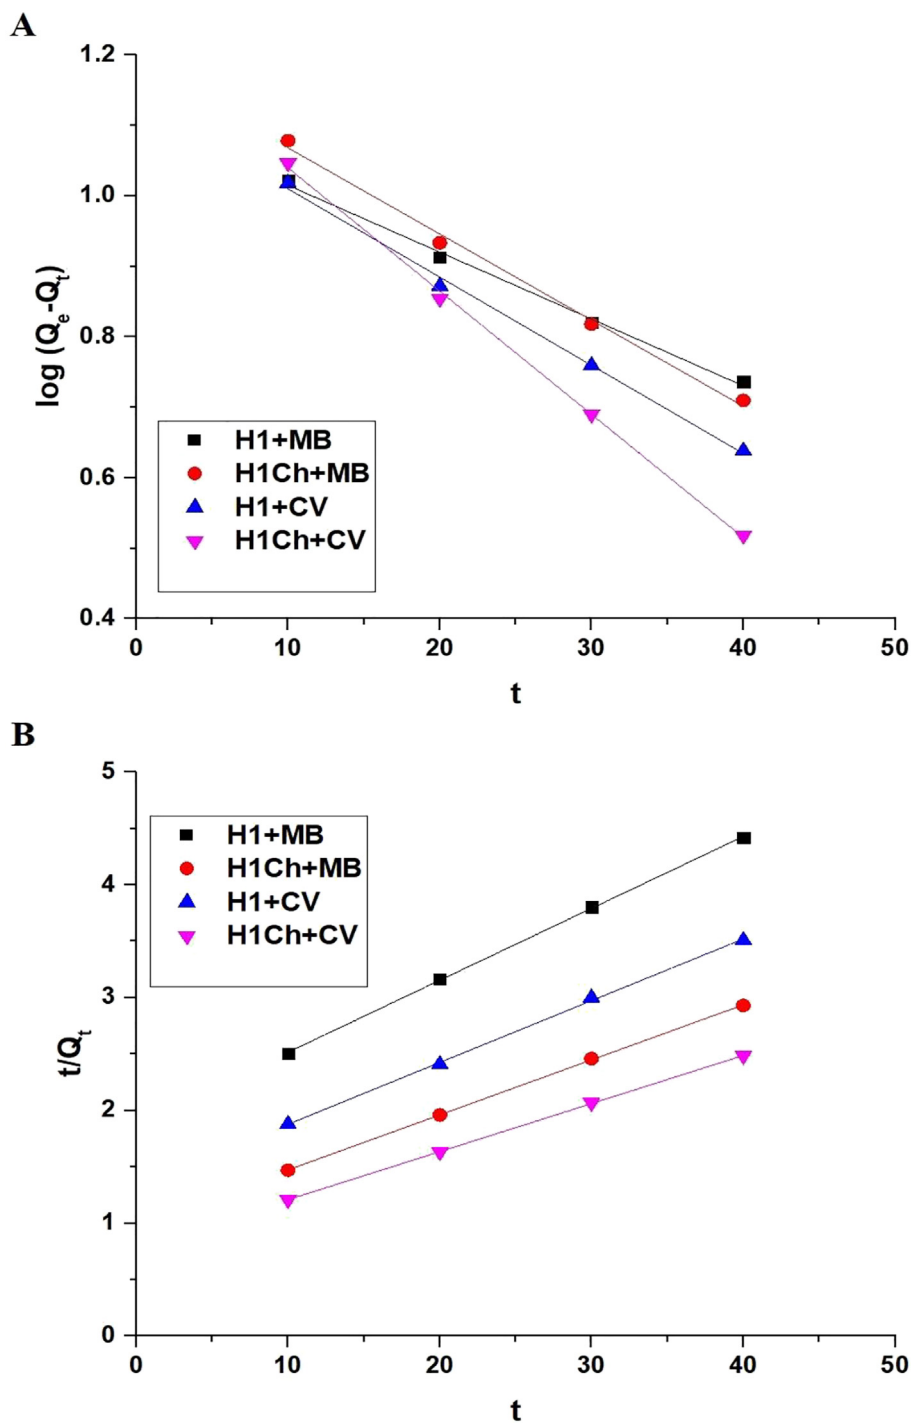 A
1.2
1.0
0.8
0.6
0.4
log (Qe-Qt)
H1+MB
H1Ch+MB
H1+CV
H1Ch+CV
0 10 20 30 40 50
t
B
5
4
3
2
1
0
t/Qt
H1+MB
H1Ch+MB
H1+CV
H1Ch+CV
0 10 20 30 40 50
t